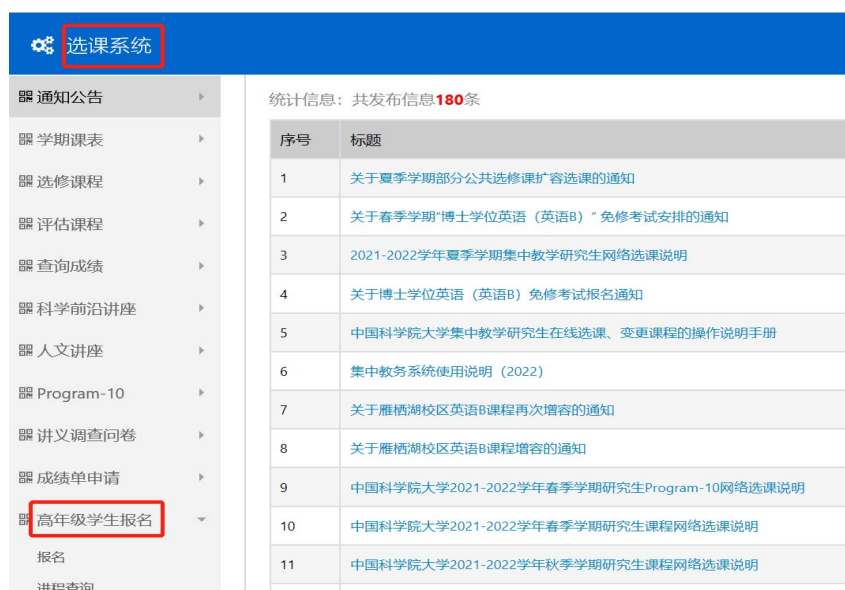 选课系统
通知公告
学期课表
选修课程
评估课程
查询成绩
科学前沿讲座
人文讲座
Program-10
讲义调查问卷
成绩单申请
高年级学生报名
报名
进程查询
统计信息：共发布信息180条
序号 标题
1 关于夏季学期部分公共选修课扩容选课的通知
2 关于春季学期“博士学位英语（英语B）”免修考试安排的通知
3 2021-2022学年夏季学期集中教学研究生网络选课说明
4 关于博士学位英语（英语B）免修考试报名通知
5 中国科学院大学集中教学研究生在线选课、变更课程的操作说明手册
6 集中教务系统使用说明（2022）
7 关于雁栖湖校区英语B课程再次增容的通知
8 关于雁栖湖校区英语B课程增容的通知
9 中国科学院大学2021-2022学年春季学期研究生Program-10网络选课说明
10 中国科学院大学2021-2022学年春季学期研究生课程网络选课说明
11 中国科学院大学2021-2022学年秋季学期研究生课程网络选课说明